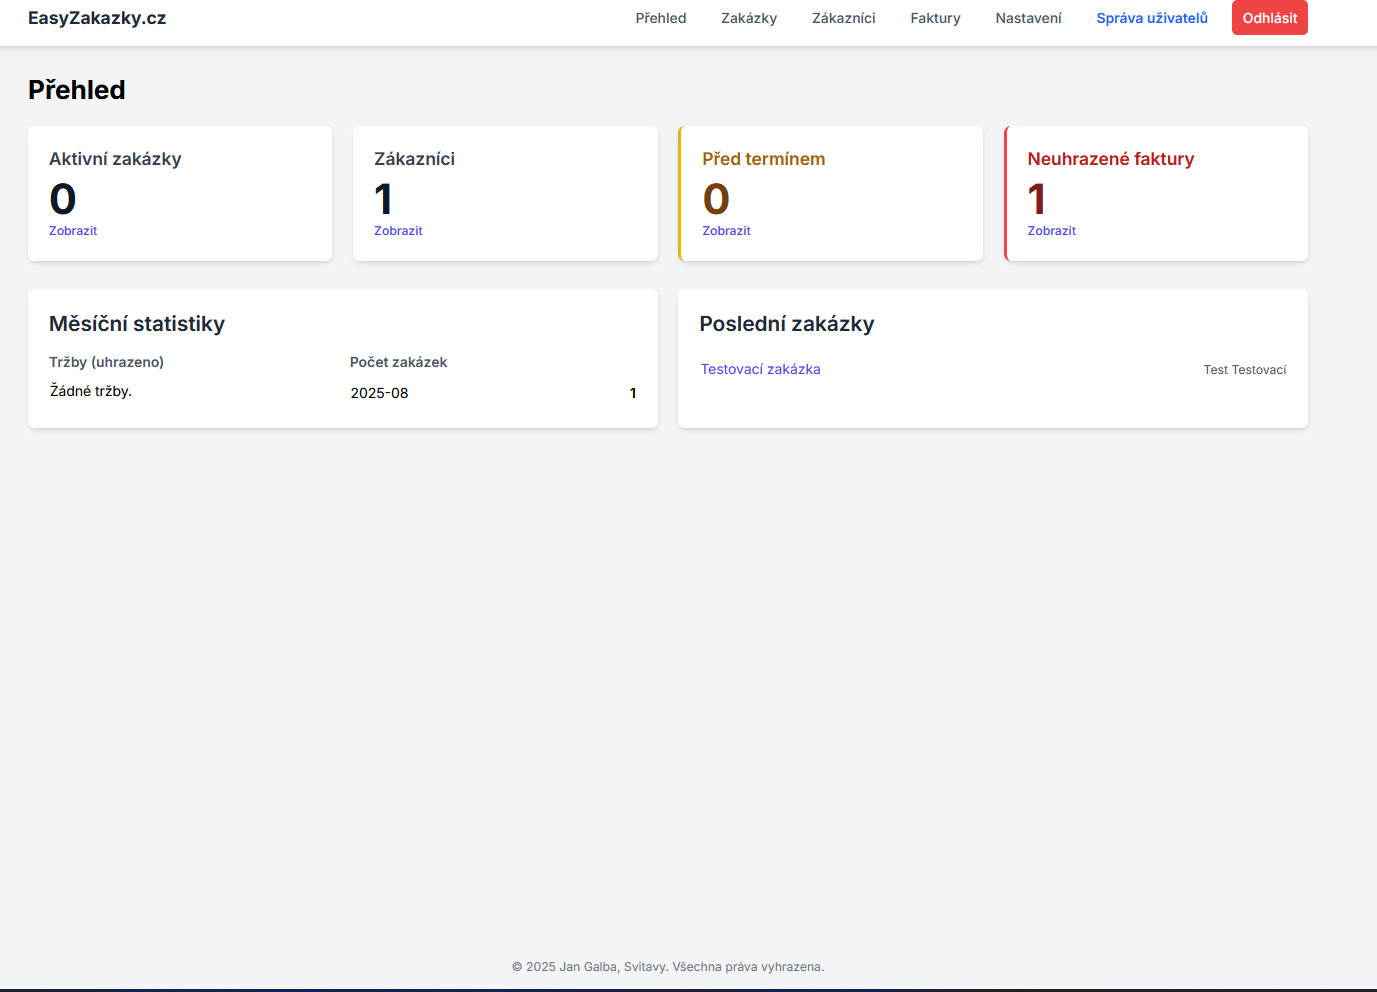 EasyZakazky.cz
Přehled Zakázky Zákazníci Faktury Nastavení Správa uživatelů Odhlásit
Přehled
Aktivní zakázky
0
Zobrazit
Zákazníci
1
Zobrazit
Před termínem
0
Zobrazit
Neuhrazené faktury
1
Zobrazit
Měsíční statistiky
Tržby (uhrazeno)
Žádné tržby.
Počet zakázek
2025-08 1
Poslední zakázky
Testovací zakázka Test Testovací
© 2025 Jan Galba, Svitavy. Všechna práva vyhrazena.